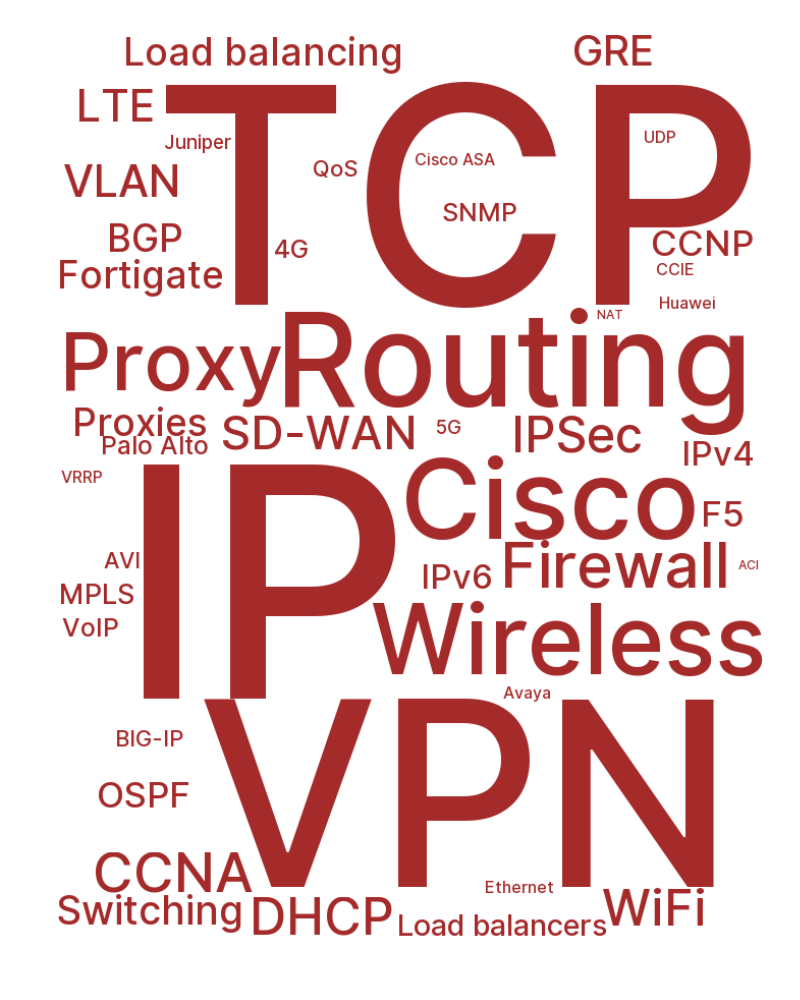 Load balancing
GRE
LTE
TCP
Juniper
UDP
QoS
Cisco ASA
VLAN
SNMP
BGP
4G
CCNP
Fortigate
CCIE
Huawei
NAT
Proxy
Routing
Proxies
SD-WAN
5G
IPSec
Palo Alto
IPv4
VRRP
IP
Cisco
F5
AVI
IPv6
Firewall
ACI
MPLS
VoIP
Wireless
Avaya
VPN
BIG-IP
OSPF
CCNA
Ethernet
Switching
DHCP
Load balancers
WiFi